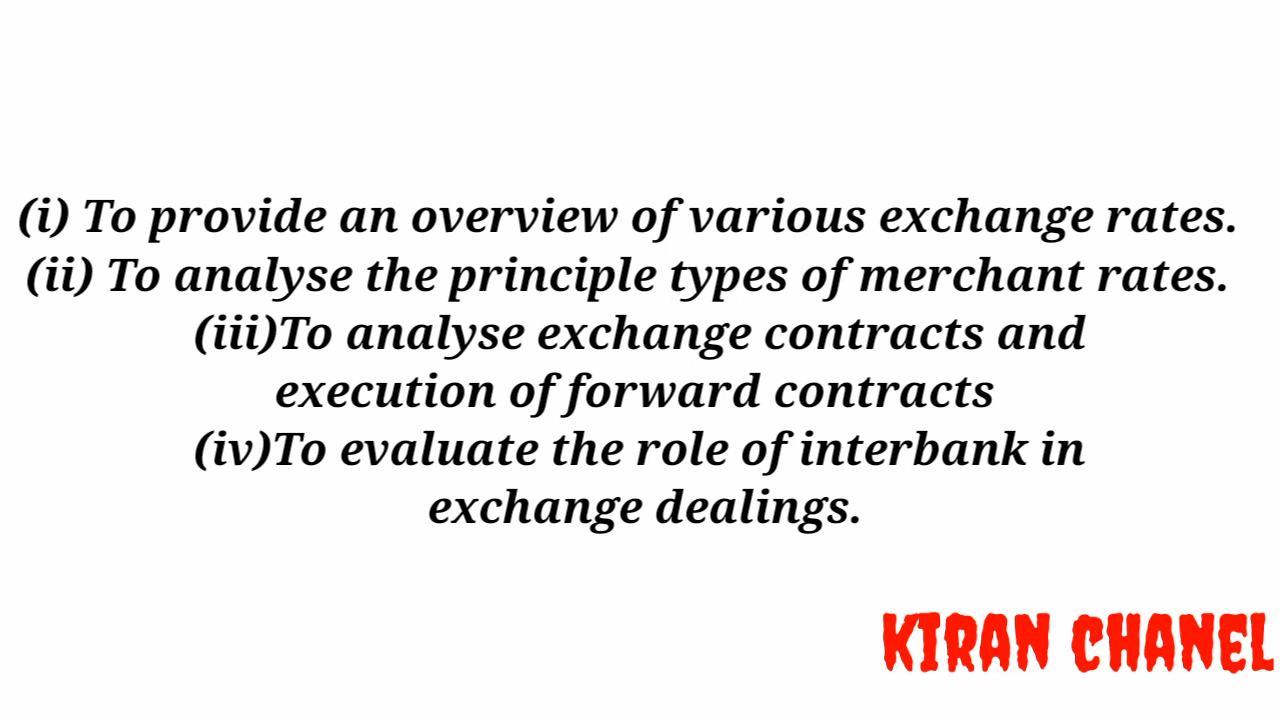 (i) To provide an overview of various exchange rates.
(ii) To analyse the principle types of merchant rates.
(iii)To analyse exchange contracts and
execution of forward contracts
(iv)To evaluate the role of interbank in
exchange dealings.
KIRAN CHANEL